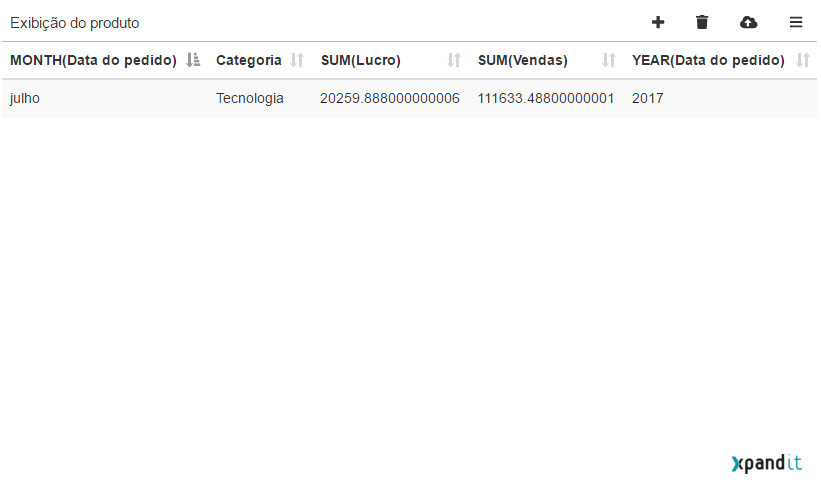 Exibição do produto
MONTH(Data do pedido) Categoria SUM(Lucro) SUM(Vendas) YEAR(Data do pedido)
julho Tecnologia 20259.888000000006 111633.48800000001 2017
xpandit